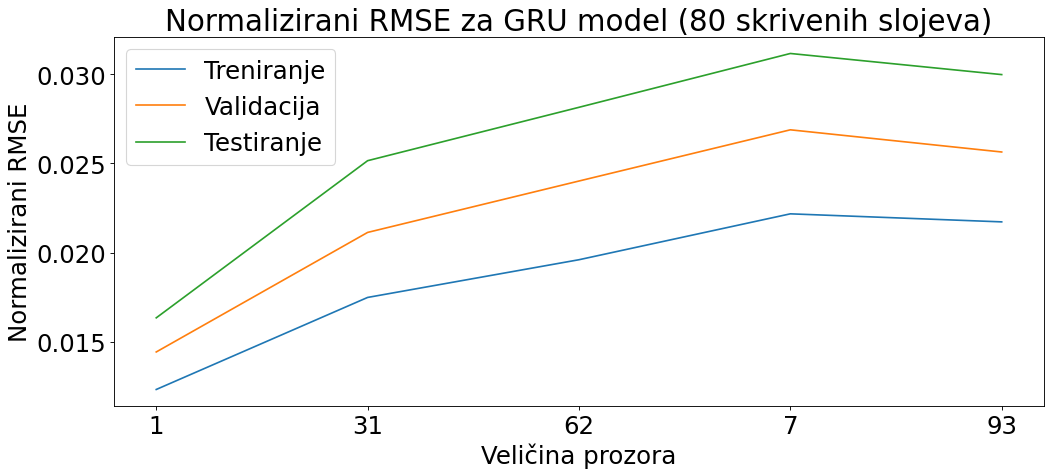 Normalizirani RMSE za GRU model (80 skrivenih slojeva)
Treniranje
Validacija
Testiranje
Normalizirani RMSE
0.030
0.025
0.020
0.015
1 31 62 7 93
Veličina prozora